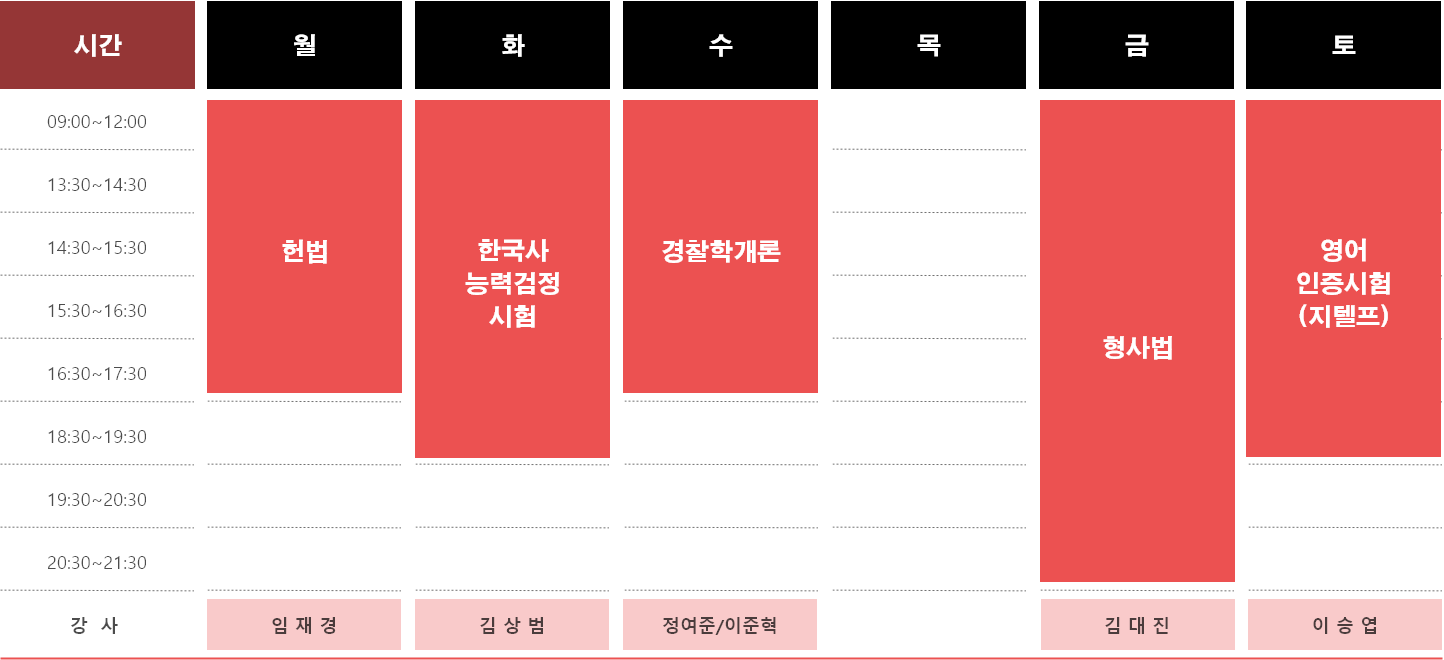 시간 월 화 수 목 금 토
09:00~12:00
13:30~14:30
14:30~15:30
15:30~16:30
16:30~17:30
18:30~19:30
19:30~20:30
20:30~21:30
헌법
한국사
능력검정
시험
경찰학개론
형사법
영어
인증시험
(지텔프)
강 사 임 재 경 김 상 범 정여준/이준혁 김 대 진 이 승 엽